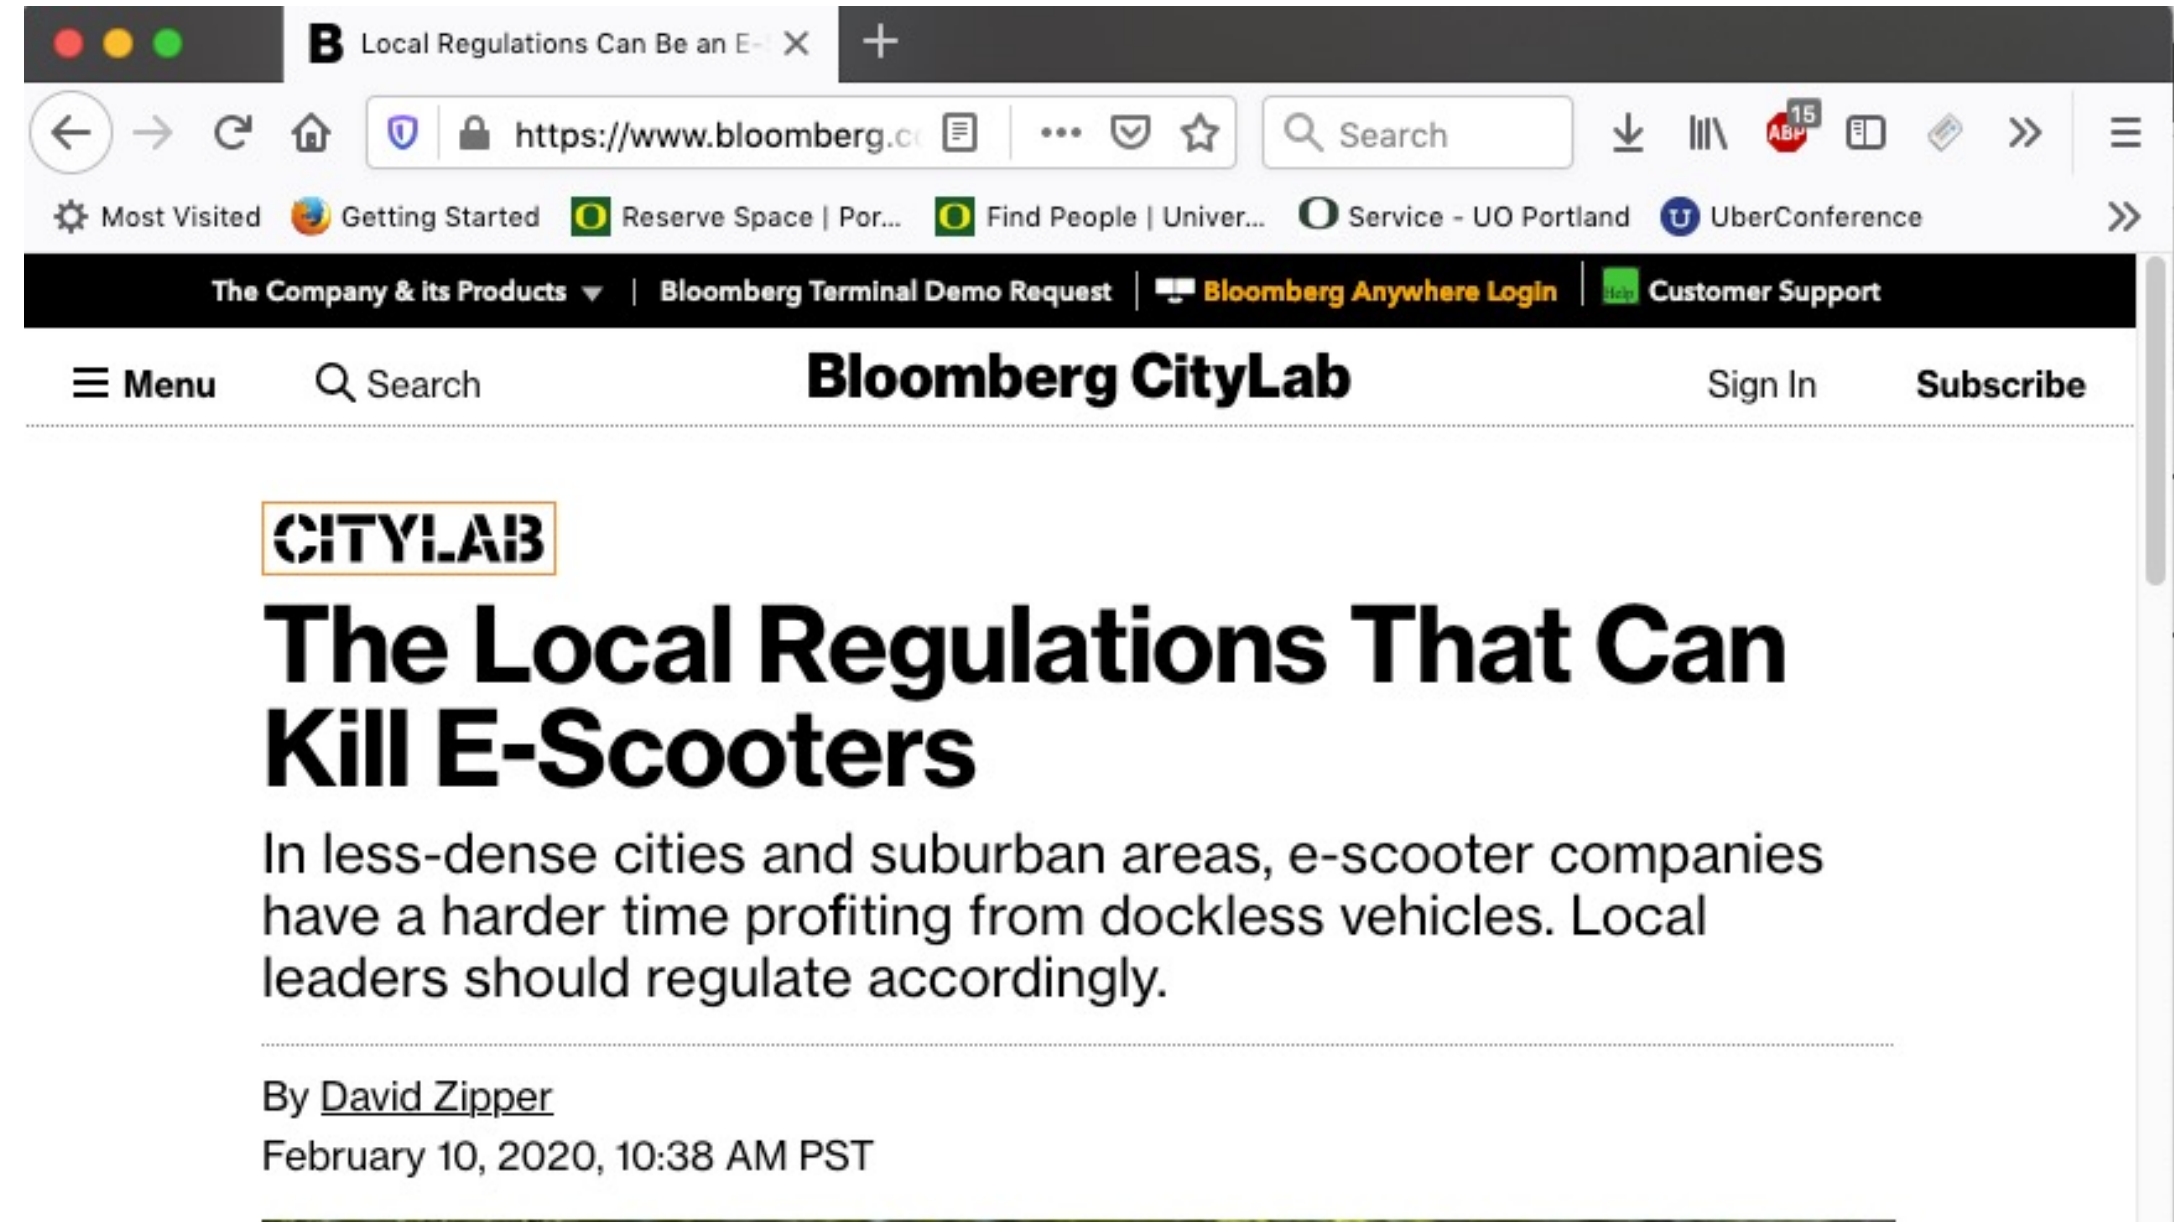 Local Regulations Can Be an E-
https://www.bloomberg.c
Search
ABP 15
Most Visited Getting Started Reserve Space | Por... Find People | Univer... Service - UO Portland UberConference
The Company & its Products | Bloomberg Terminal Demo Request | Bloomberg Anywhere Login | Help Customer Support
Menu Search Bloomberg CityLab Sign In Subscribe
CITYLAB
The Local Regulations That Can
Kill E-Scooters
In less-dense cities and suburban areas, e-scooter companies
have a harder time profiting from dockless vehicles. Local
leaders should regulate accordingly.
By David Zipper
February 10, 2020, 10:38 AM PST